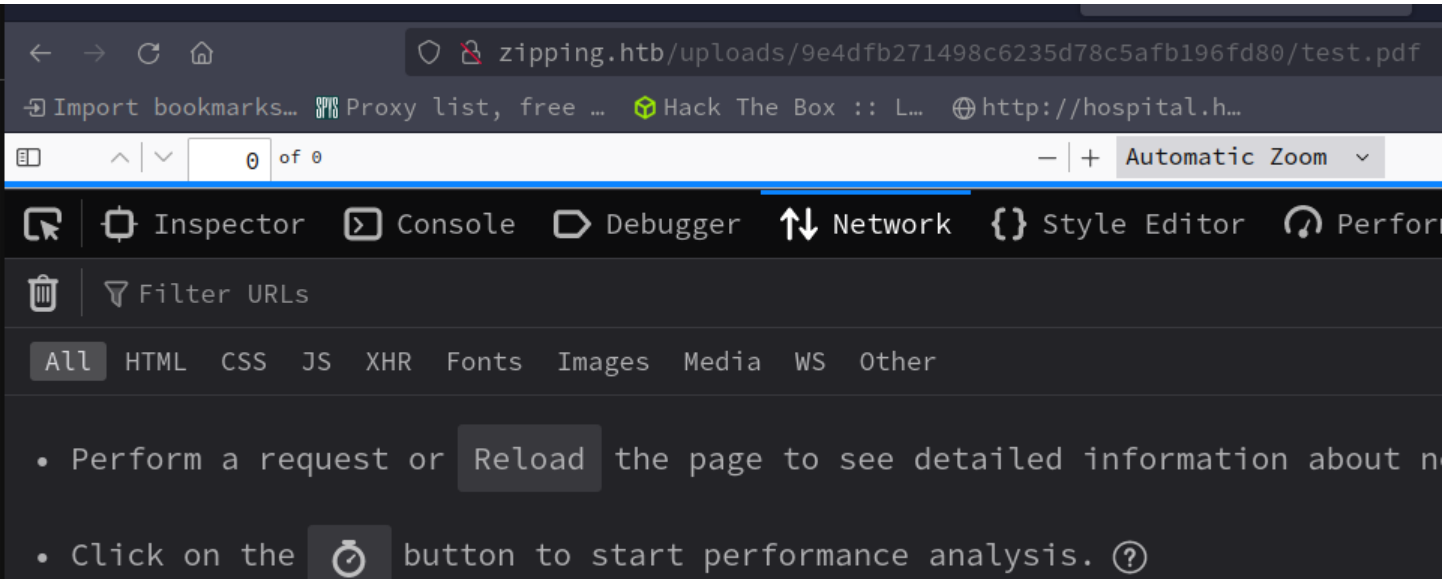 zipping.htb/uploads/9e4dfb271498c6235d78c5afb196fd80/test.pdf
Import bookmarks… SPYS Proxy list, free … Hack The Box :: L… http://hospital.h…
0 of 0 Automatic Zoom
Inspector Console Debugger Network Style Editor Perfor
Filter URLs
All HTML CSS JS XHR Fonts Images Media WS Other
• Perform a request or Reload the page to see detailed information about n
• Click on the button to start performance analysis. ?